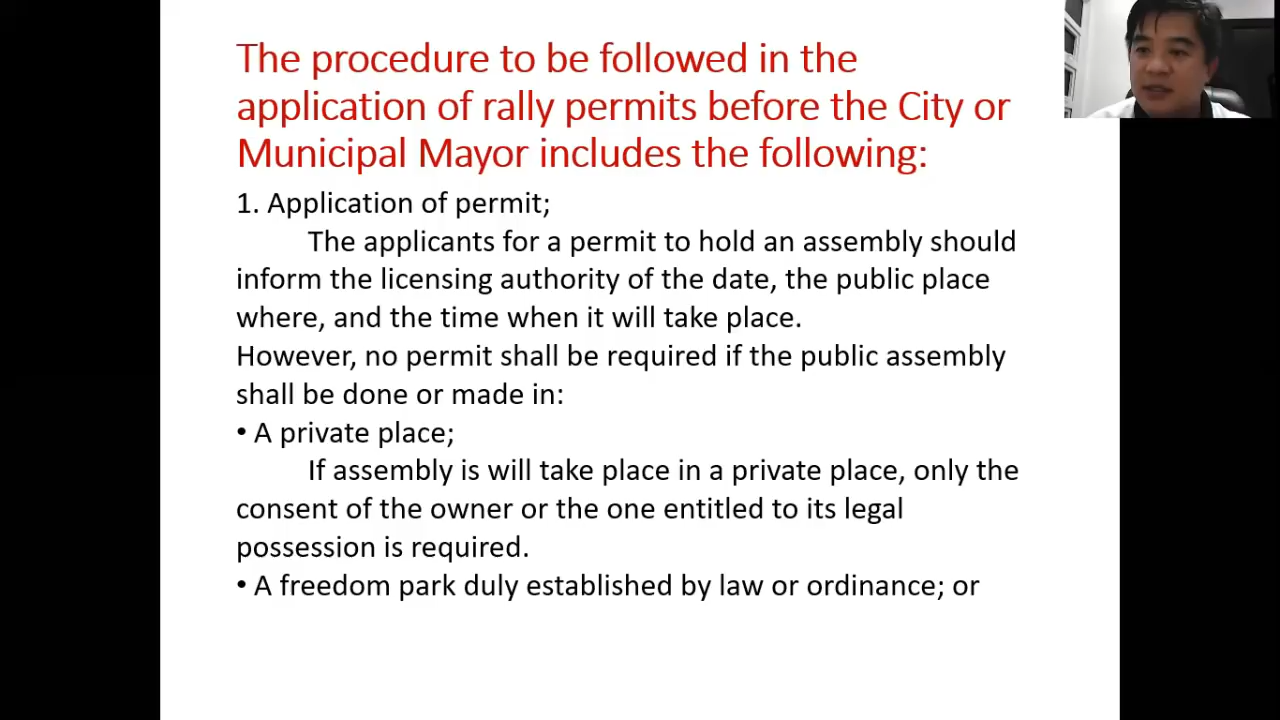 The procedure to be followed in the
application of rally permits before the City or
Municipal Mayor includes the following:
1. Application of permit;
The applicants for a permit to hold an assembly should
inform the licensing authority of the date, the public place
where, and the time when it will take place.
However, no permit shall be required if the public assembly
shall be done or made in:
• A private place;
If assembly is will take place in a private place, only the
consent of the owner or the one entitled to its legal
possession is required.
• A freedom park duly established by law or ordinance; or